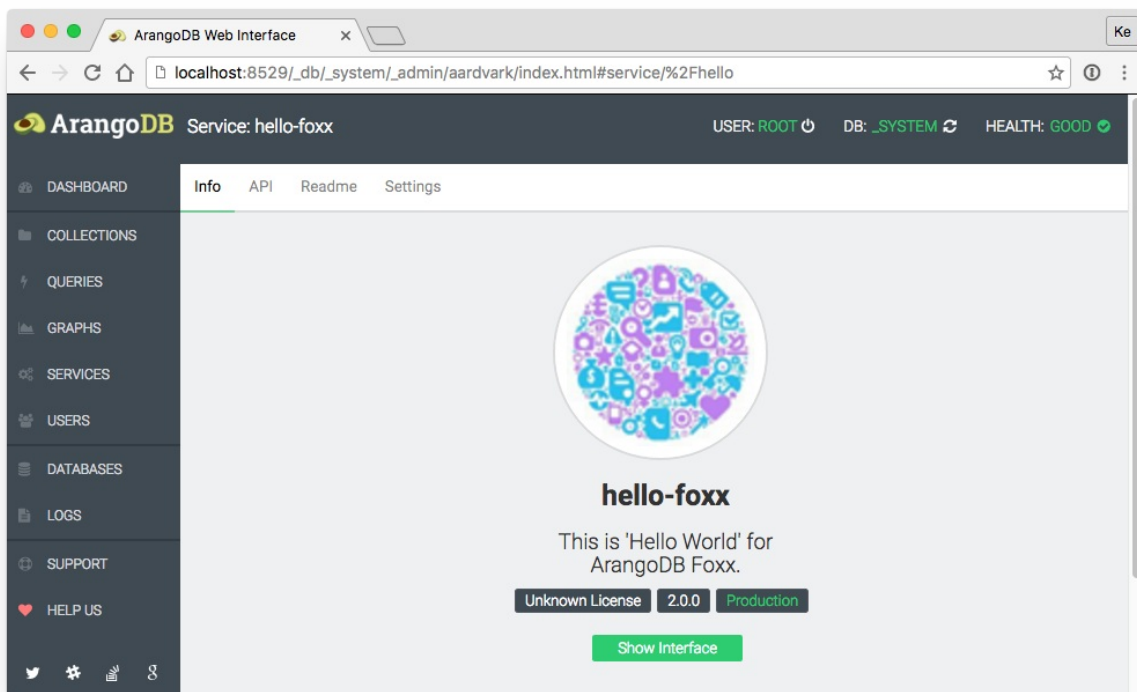 ArangoDB Web Interface
Ke
localhost:8529/_db/_system/_admin/aardvark/index.html#service/%2Fhello
ArangoDB Service: hello-foxx USER: ROOT DB: _SYSTEM HEALTH: GOOD
DASHBOARD
Info API Readme Settings
COLLECTIONS
QUERIES
GRAPHS
SERVICES
USERS
DATABASES
LOGS
SUPPORT
HELP US
hello-foxx
This is 'Hello World' for
ArangoDB Foxx.
Unknown License 2.0.0 Production
Show Interface